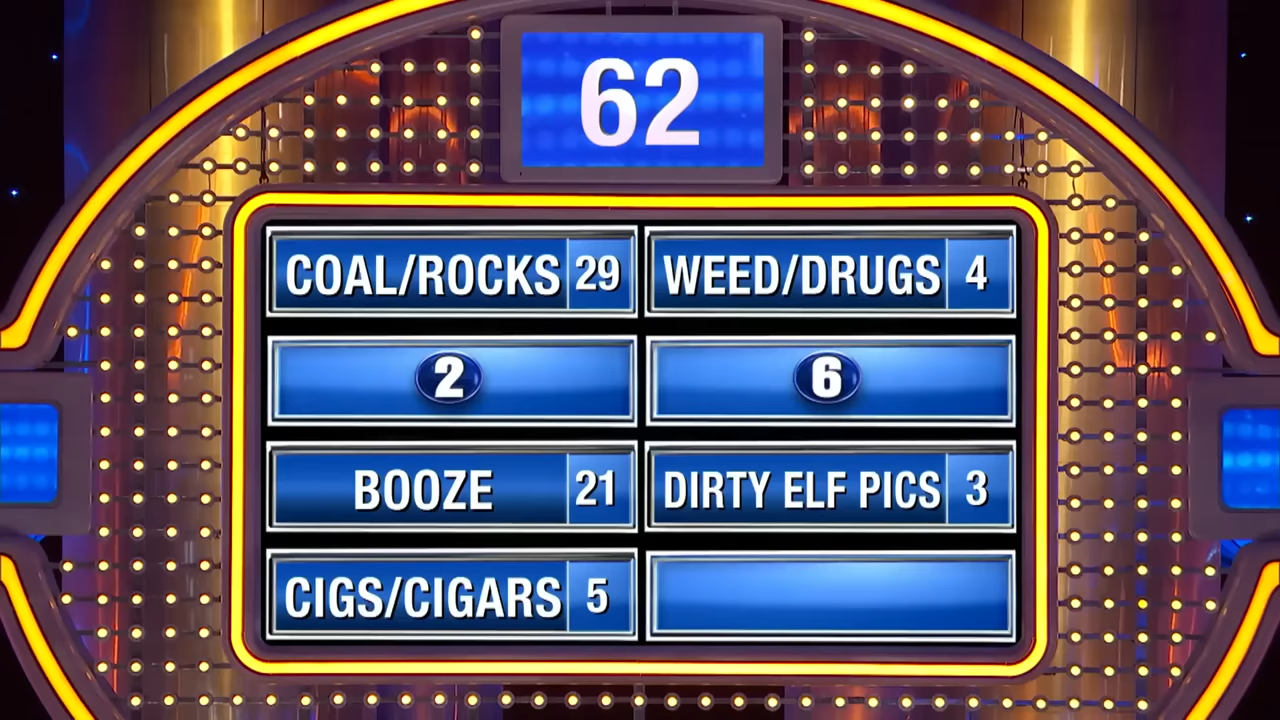 62
COAL/ROCKS 29
WEED/DRUGS 4
2
6
BOOZE 21
DIRTY ELF PICS 3
CIGS/CIGARS 5